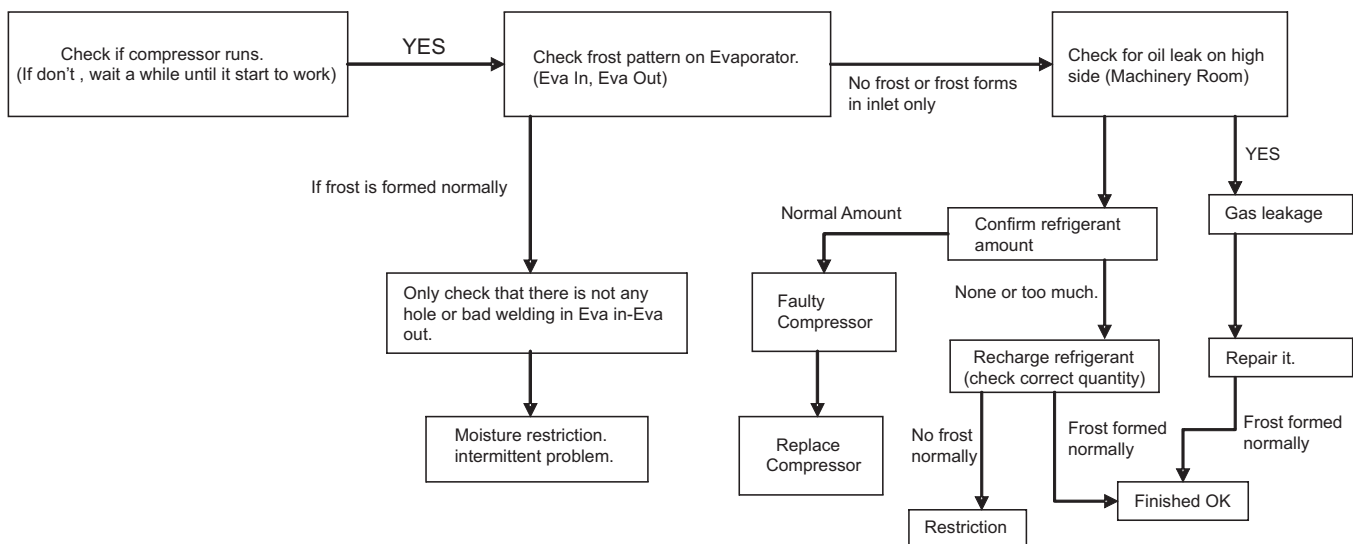 Check if compressor runs.
(If don't , wait a while until it start to work)
YES
Check frost pattern on Evaporator.
(Eva In, Eva Out)
No frost or frost forms
in inlet only
Check for oil leak on high
side (Machinery Room)
If frost is formed normally
YES
Normal Amount
Confirm refrigerant
amount
Gas leakage
Only check that there is not any
hole or bad welding in Eva in-Eva
out.
Faulty
Compressor
None or too much.
Recharge refrigerant
(check correct quantity)
Repair it.
Moisture restriction.
intermittent problem.
Replace
Compressor
No frost
normally
Frost formed
normally
Frost formed
normally
Restriction
Finished OK